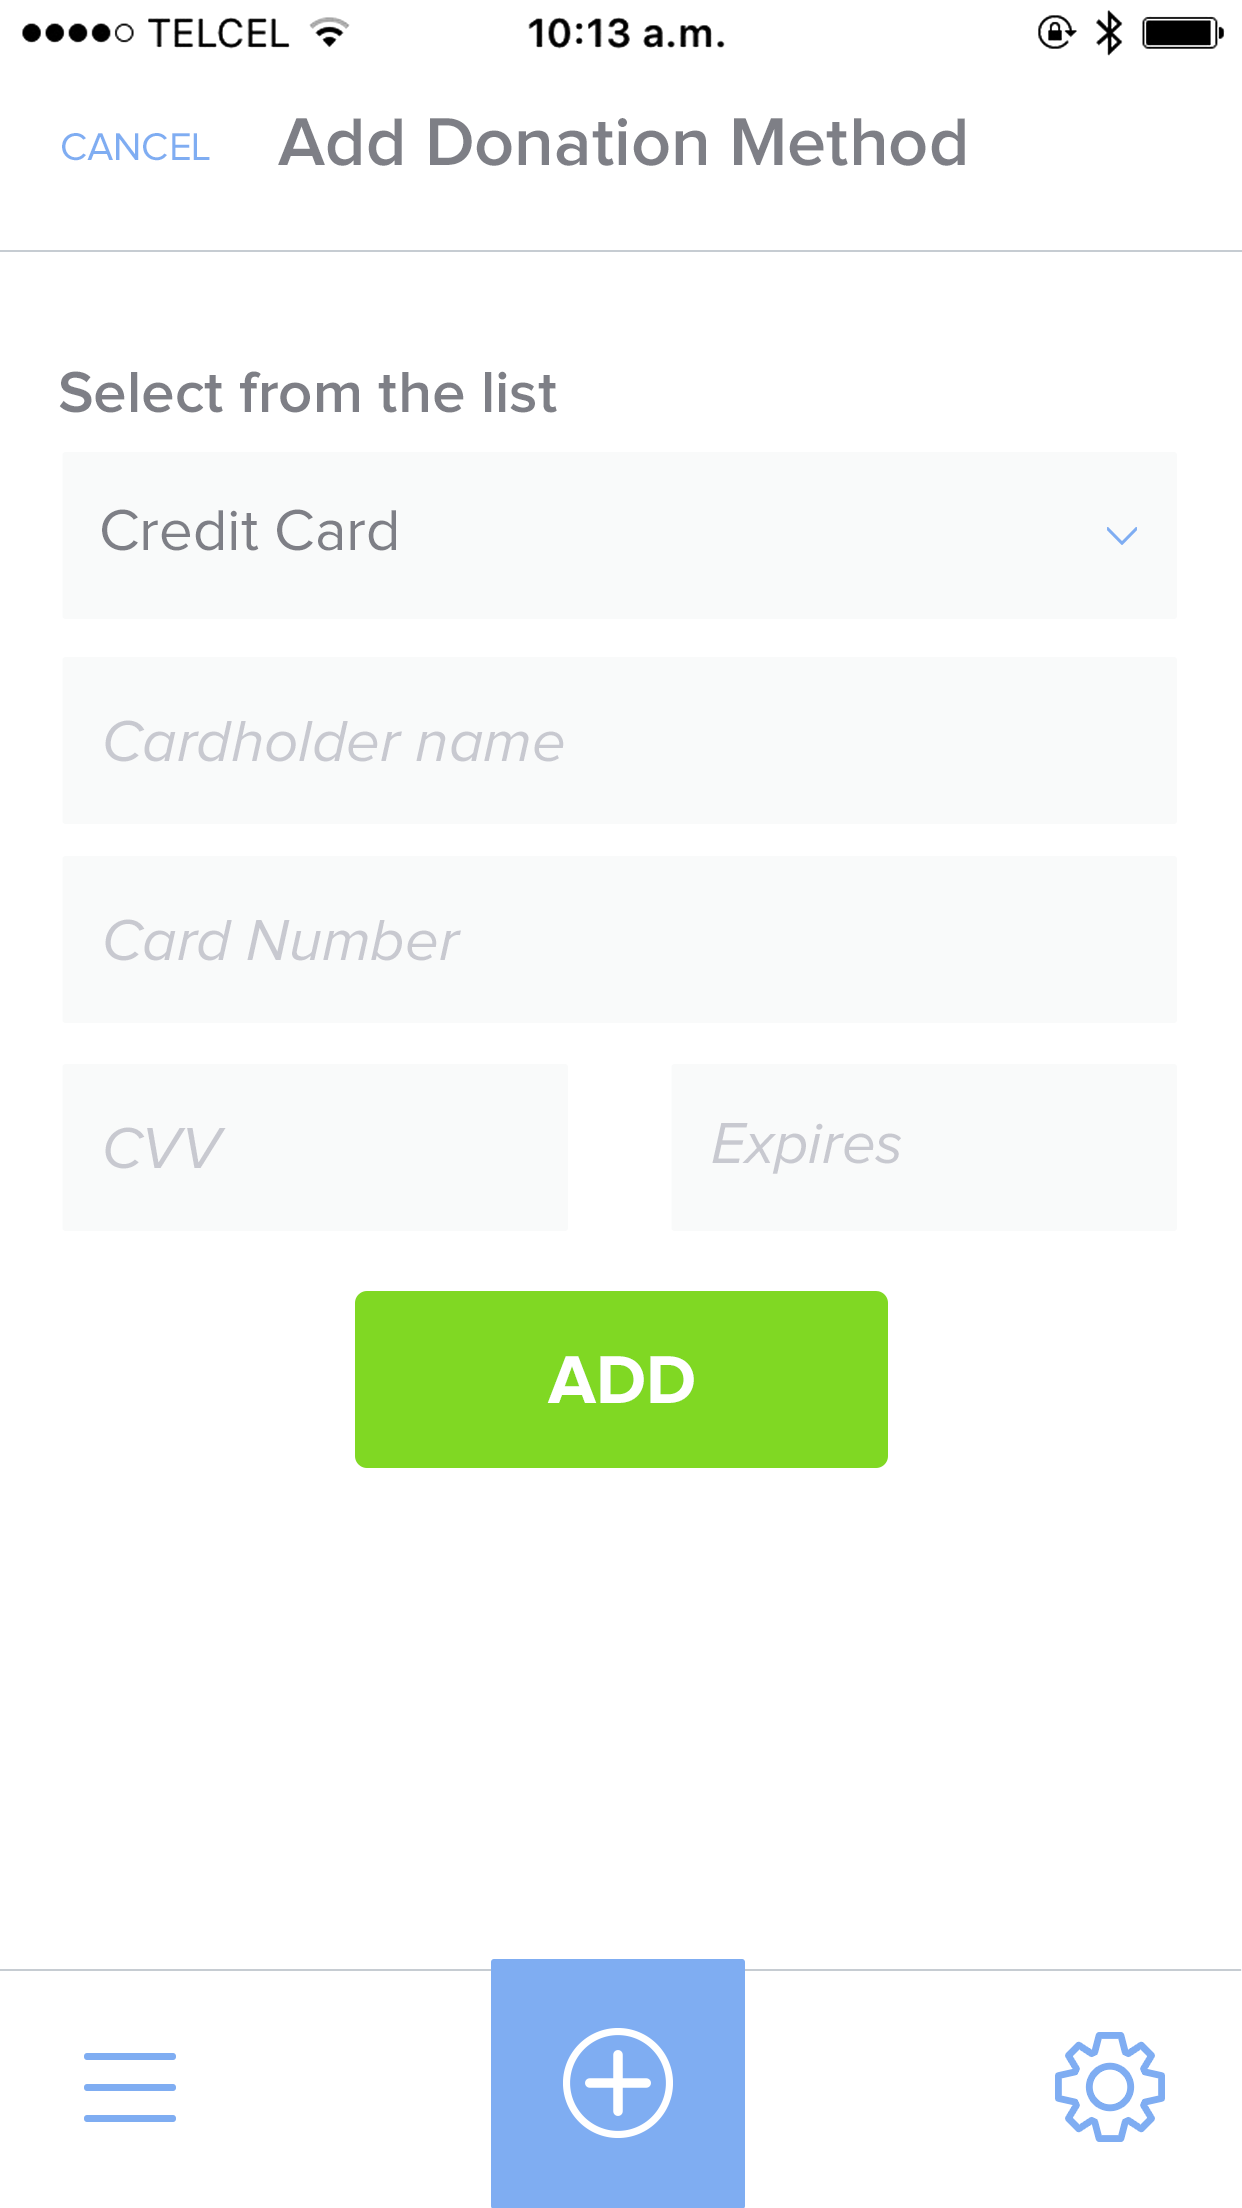 TELCEL 10:13 a.m.
CANCEL Add Donation Method
Select from the list
Credit Card
Cardholder name
Card Number
CVV Expires
ADD